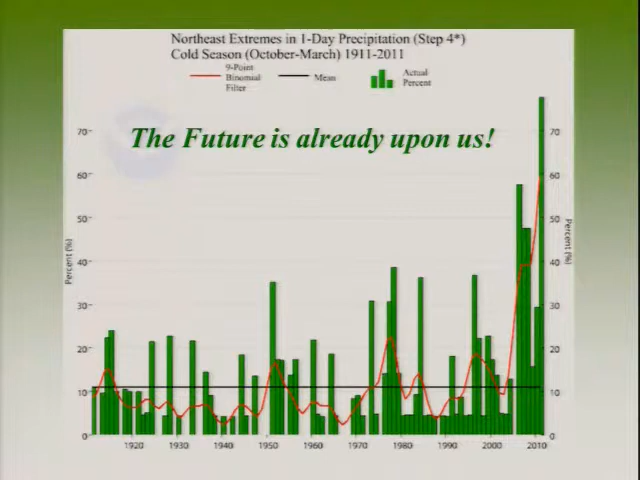 Northeast Extremes in 1-Day Precipitation (Step 4*)
Cold Season (October-March) 1911-2011
9-Point
Binomial
Filter
Mean
Actual
Percent
The Future is already upon us!
Percent (%)
70
60
50
40
30
20
10
0
70
60
50
40
30
20
10
0
Percent (%)
1920 1930 1940 1950 1960 1970 1980 1990 2000 2010